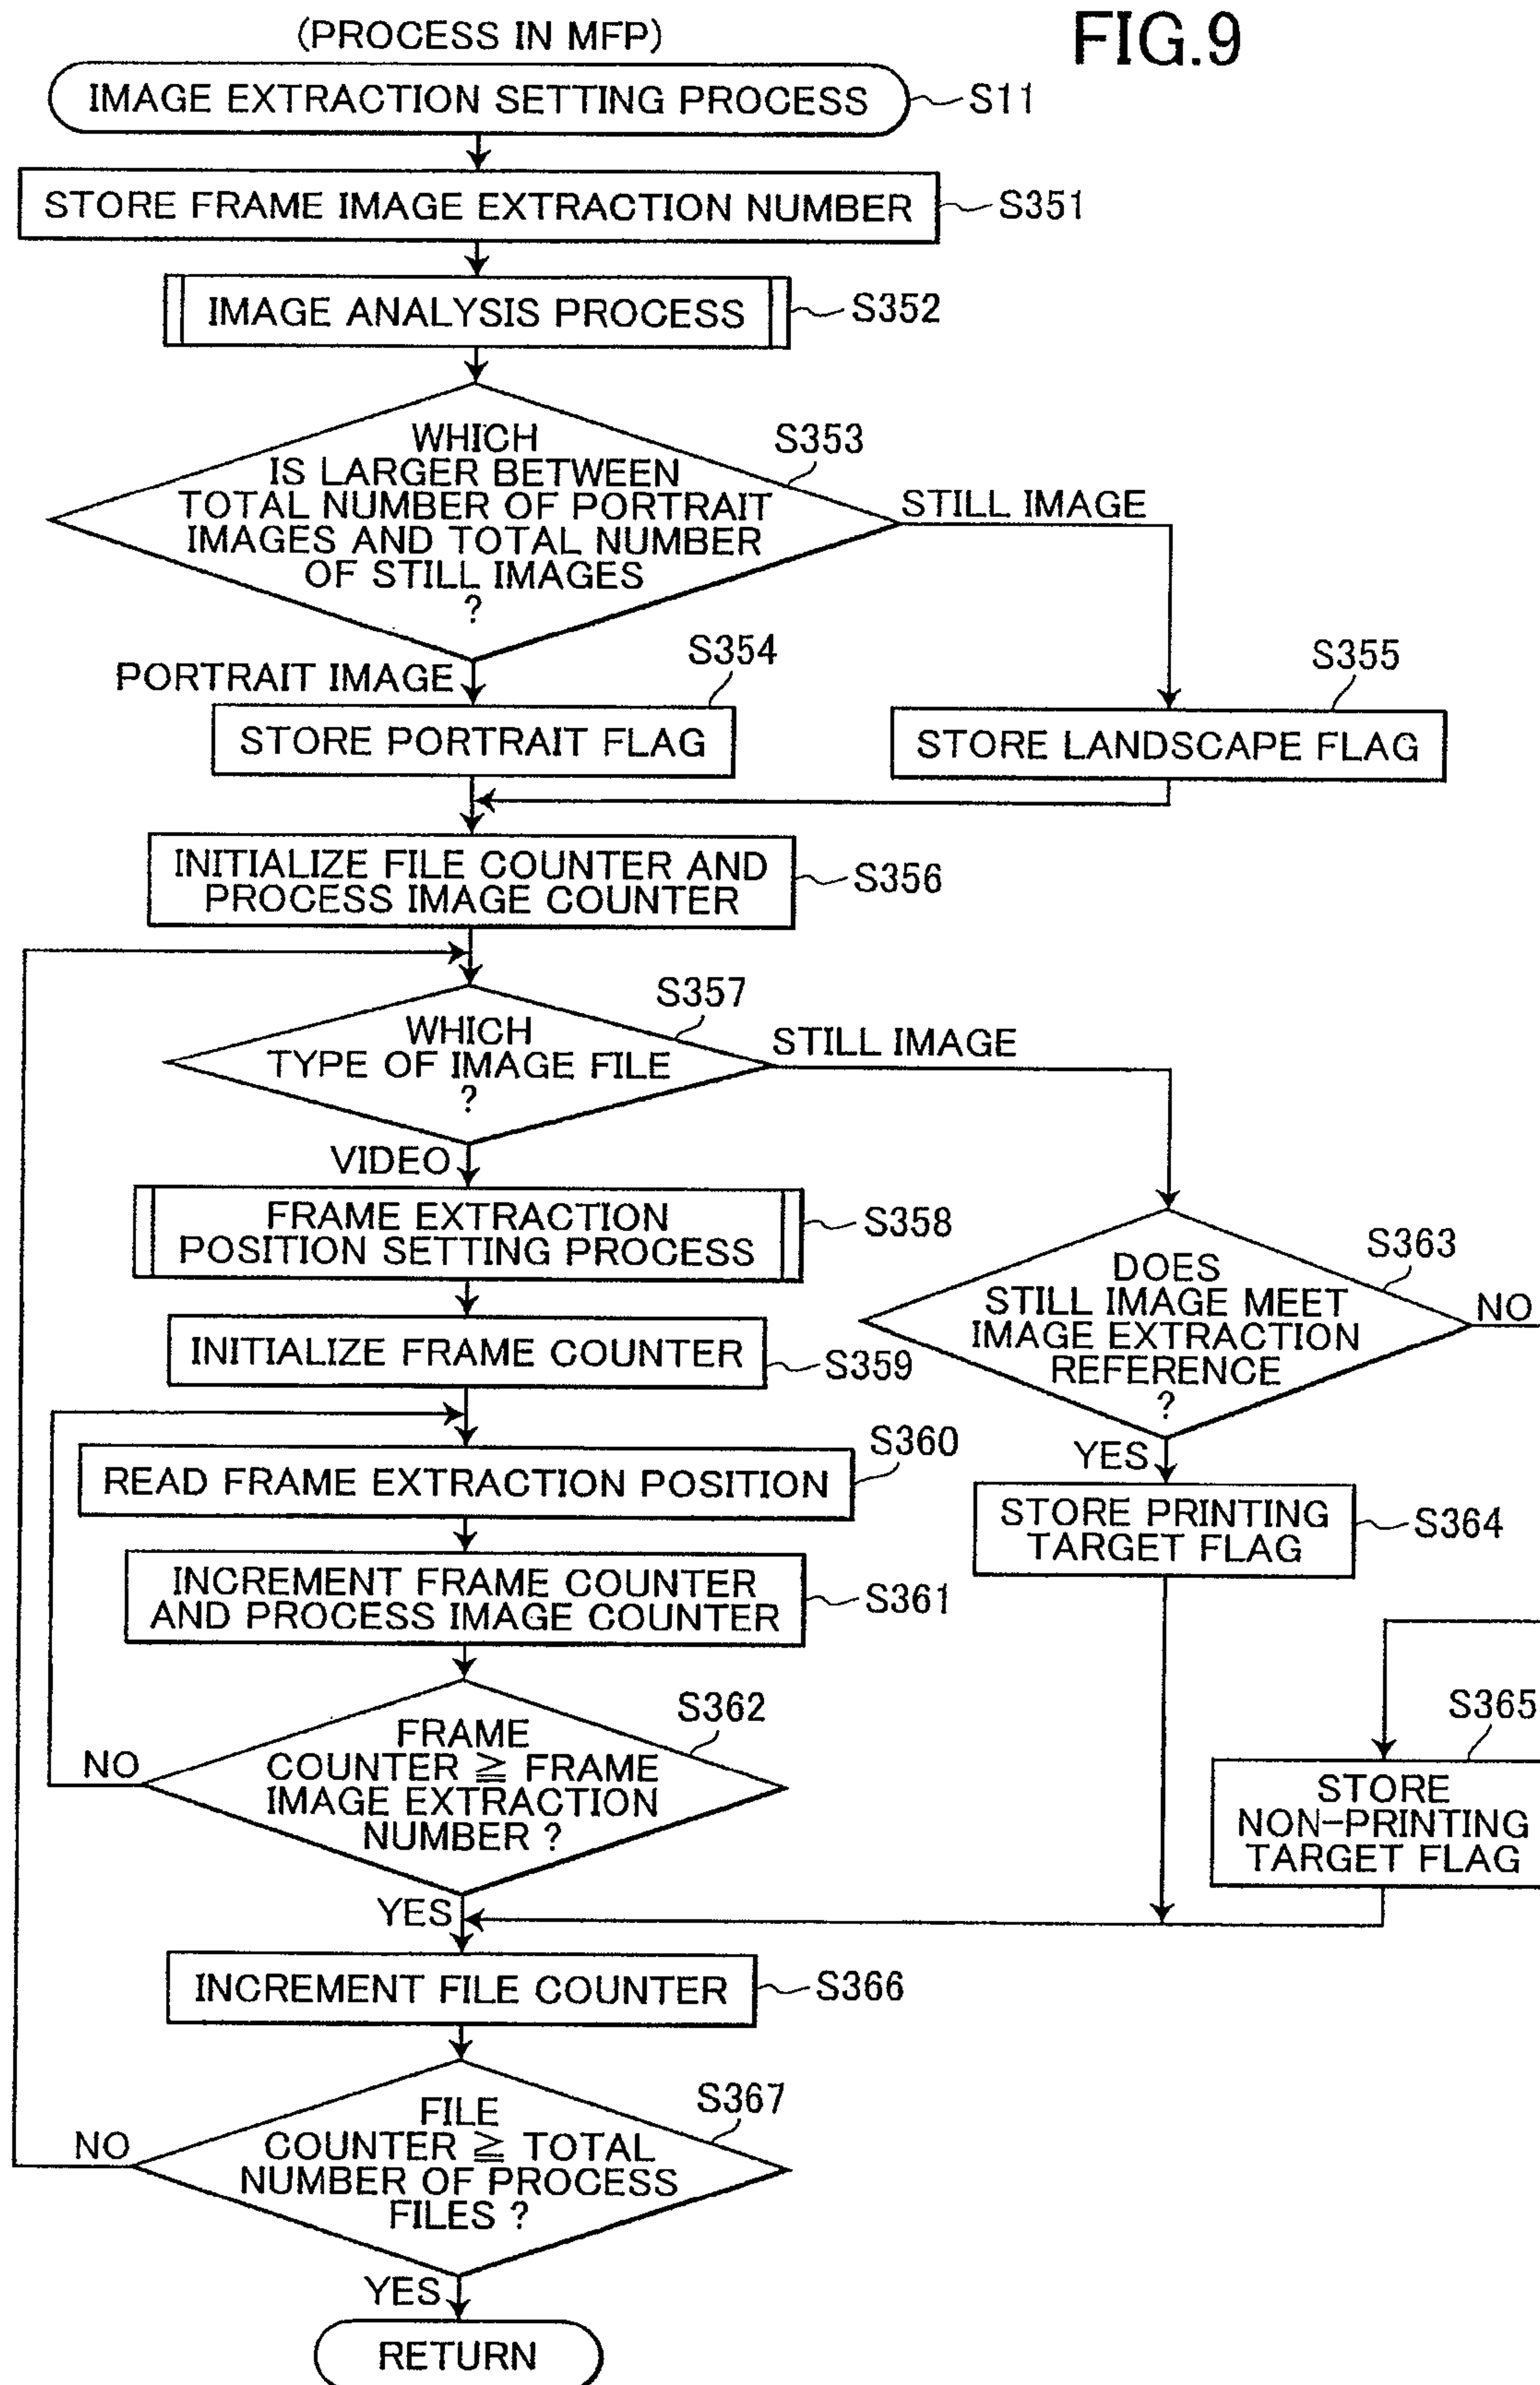 (PROCESS IN MFP)
FIG.9
IMAGE EXTRACTION SETTING PROCESS
S11
STORE FRAME IMAGE EXTRACTION NUMBER
S351
IMAGE ANALYSIS PROCESS
S352
WHICH
IS LARGER BETWEEN
TOTAL NUMBER OF PORTRAIT
IMAGES AND TOTAL NUMBER
OF STILL IMAGES
?
S353
STILL IMAGE
PORTRAIT IMAGE
S354
STORE PORTRAIT FLAG
S355
STORE LANDSCAPE FLAG
INITIALIZE FILE COUNTER AND
PROCESS IMAGE COUNTER
S356
WHICH
TYPE OF IMAGE FILE
?
S357
STILL IMAGE
VIDEO
FRAME EXTRACTION
POSITION SETTING PROCESS
S358
INITIALIZE FRAME COUNTER
S359
READ FRAME EXTRACTION POSITION
S360
INCREMENT FRAME COUNTER
AND PROCESS IMAGE COUNTER
S361
FRAME
COUNTER ≧ FRAME
IMAGE EXTRACTION
NUMBER ?
S362
NO
YES
DOES
STILL IMAGE MEET
IMAGE EXTRACTION
REFERENCE
?
S363
NO
YES
STORE PRINTING
TARGET FLAG
S364
S365
STORE
NON-PRINTING
TARGET FLAG
INCREMENT FILE COUNTER
S366
FILE
COUNTER ≧ TOTAL
NUMBER OF PROCESS
FILES ?
S367
NO
YES
RETURN